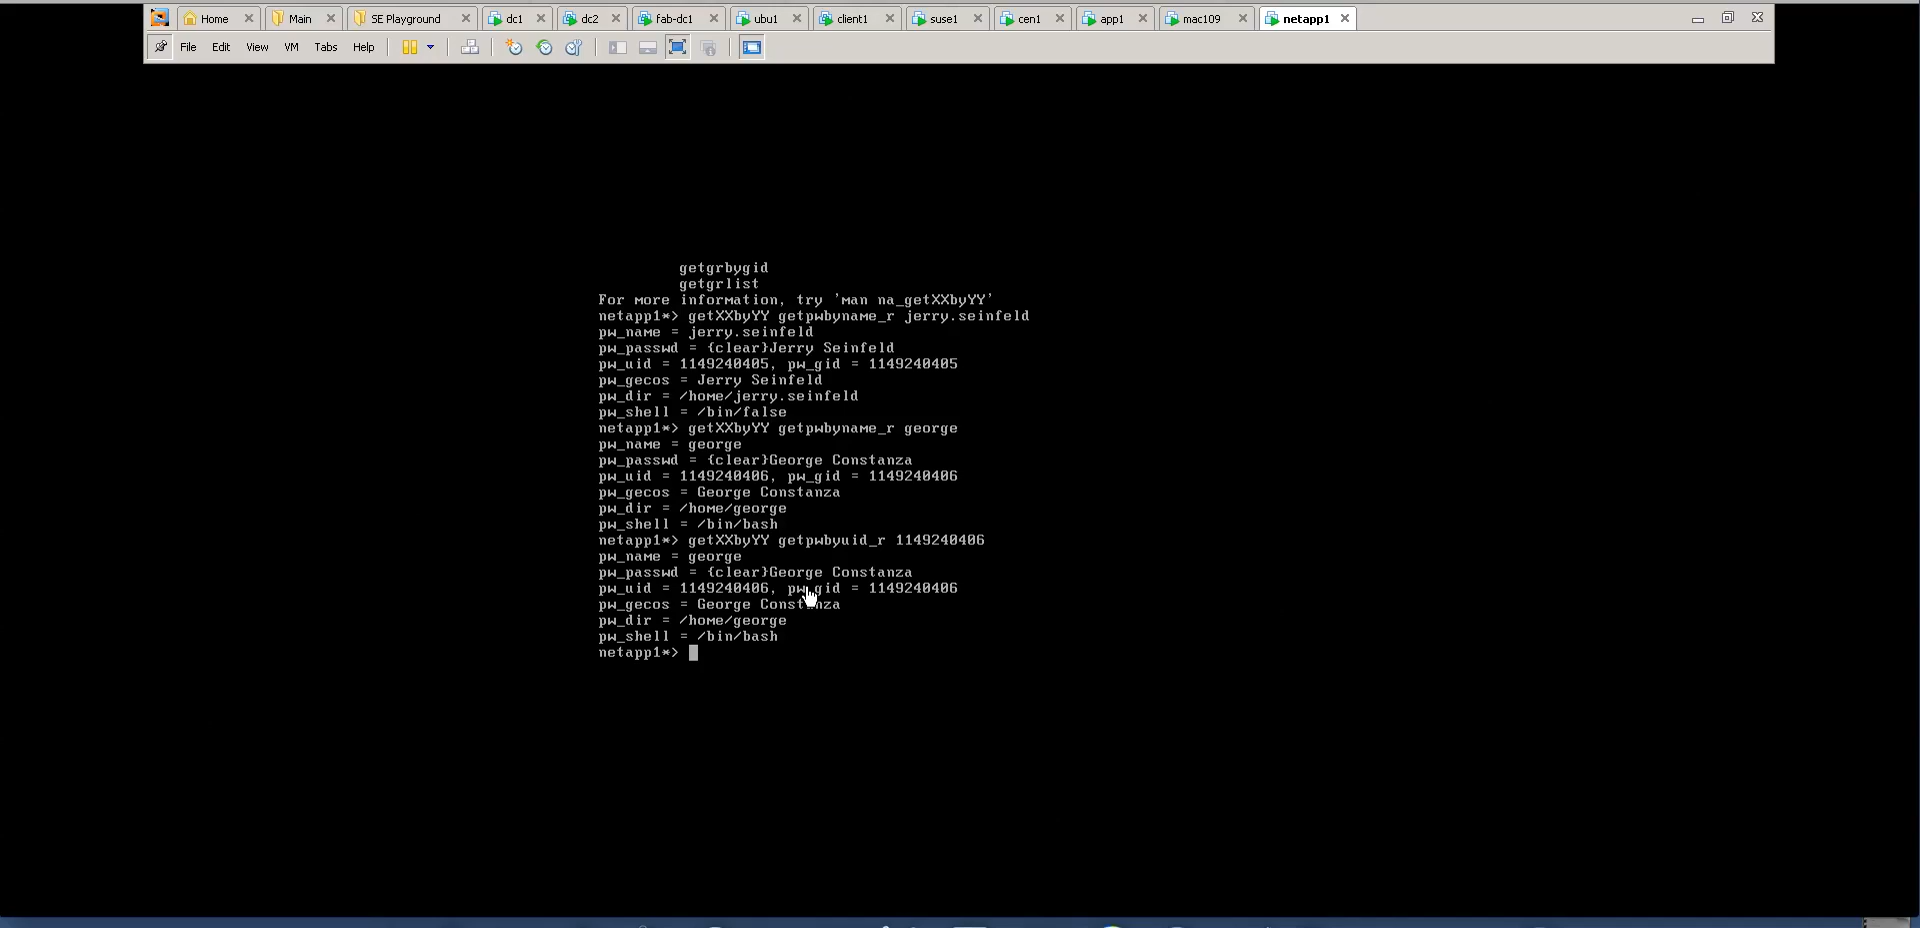 Home Main SE Playground dc1 dc2 fab-dc1 ubu1 client1 suse1 cen1 app1 mac109 netapp1
File Edit View VM Tabs Help
getgrbygid
getgrlist
For more information, try 'man na_getXXbyYY'
netapp1*> getXXbyYY getpwbyname_r jerry.seinfeld
pw_name = jerry.seinfeld
pw_passwd = {clear}Jerry Seinfeld
pw_uid = 1149240405, pw_gid = 1149240405
pw_gecos = Jerry Seinfeld
pw_dir = /home/jerry.seinfeld
pw_shell = /bin/false
netapp1*> getXXbyYY getpwbyname_r george
pw_name = george
pw_passwd = {clear}George Constanza
pw_uid = 1149240406, pw_gid = 1149240406
pw_gecos = George Constanza
pw_dir = /home/george
pw_shell = /bin/bash
netapp1*> getXXbyYY getpwbyuid_r 1149240406
pw_name = george
pw_passwd = {clear}George Constanza
pw_uid = 1149240406, pw_gid = 1149240406
pw_gecos = George Constanza
pw_dir = /home/george
pw_shell = /bin/bash
netapp1*>